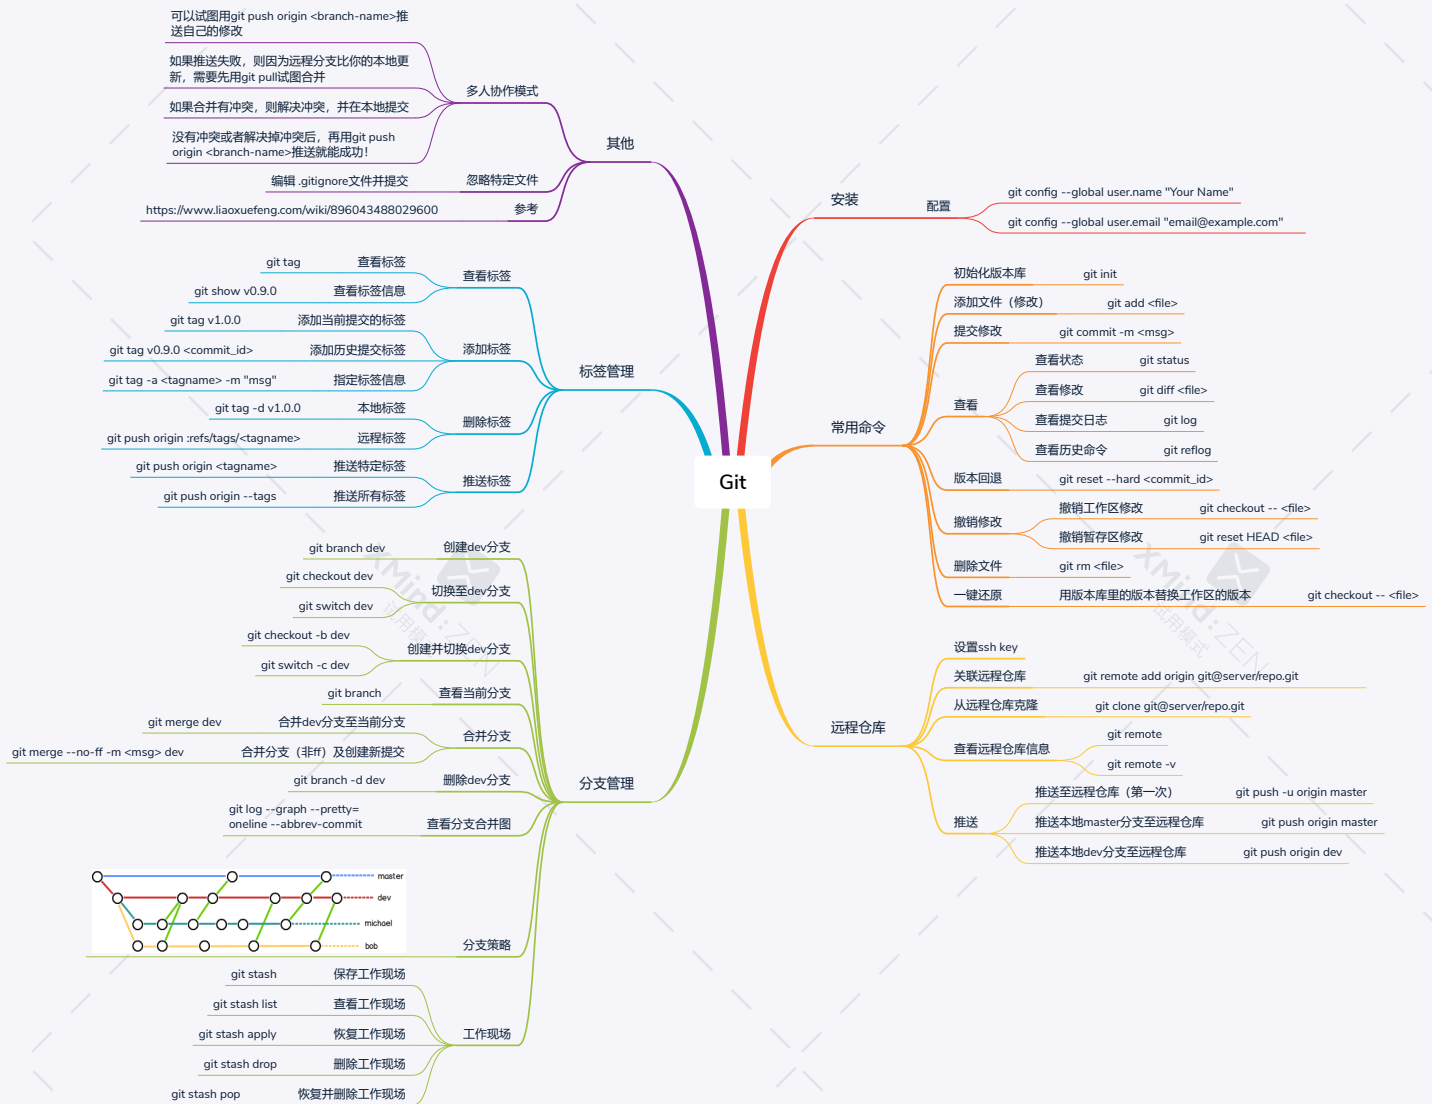 Git
安装
配置
git config --global user.name "Your Name"
git config --global user.email "email@example.com"
常用命令
初始化版本库
git init
添加文件（修改）
git add <file>
提交修改
git commit -m <msg>
查看
查看状态
git status
查看修改
git diff <file>
查看提交日志
git log
查看历史命令
git reflog
版本回退
git reset --hard <commit_id>
撤销修改
撤销工作区修改
git checkout -- <file>
撤销暂存区修改
git reset HEAD <file>
删除文件
git rm <file>
一键还原
用版本库里的版本替换工作区的版本
git checkout -- <file>
远程仓库
设置ssh key
关联远程仓库
git remote add origin git@server/repo.git
从远程仓库克隆
git clone git@server/repo.git
查看远程仓库信息
git remote
git remote -v
推送
推送至远程仓库（第一次）
git push -u origin master
推送本地master分支至远程仓库
git push origin master
推送本地dev分支至远程仓库
git push origin dev
其他
多人协作模式
可以试图用git push origin <branch-name>推
送自己的修改
如果推送失败，则因为远程分支比你的本地更
新，需要先用git pull试图合并
如果合并有冲突，则解决冲突，并在本地提交
没有冲突或者解决掉冲突后，再用git push
origin <branch-name>推送就能成功！
忽略特定文件
编辑 .gitignore文件并提交
参考
https://www.liaoxuefeng.com/wiki/896043488029600
标签管理
查看标签
查看标签
git tag
查看标签信息
git show v0.9.0
添加标签
添加当前提交的标签
git tag v1.0.0
添加历史提交标签
git tag v0.9.0 <commit_id>
指定标签信息
git tag -a <tagname> -m "msg"
删除标签
本地标签
git tag -d v1.0.0
远程标签
git push origin :refs/tags/<tagname>
推送标签
推送特定标签
git push origin <tagname>
推送所有标签
git push origin --tags
分支管理
创建dev分支
git branch dev
切换至dev分支
git checkout dev
git switch dev
创建并切换dev分支
git checkout -b dev
git switch -c dev
查看当前分支
git branch
合并分支
合并dev分支至当前分支
git merge dev
合并分支（非ff）及创建新提交
git merge --no-ff -m <msg> dev
删除dev分支
git branch -d dev
查看分支合并图
git log --graph --pretty=
oneline --abbrev-commit
分支策略
master
dev
michael
bob
工作现场
保存工作现场
git stash
查看工作现场
git stash list
恢复工作现场
git stash apply
删除工作现场
git stash drop
恢复并删除工作现场
git stash pop
XMind:ZEN
试用模式
XMind:ZEN
试用模式